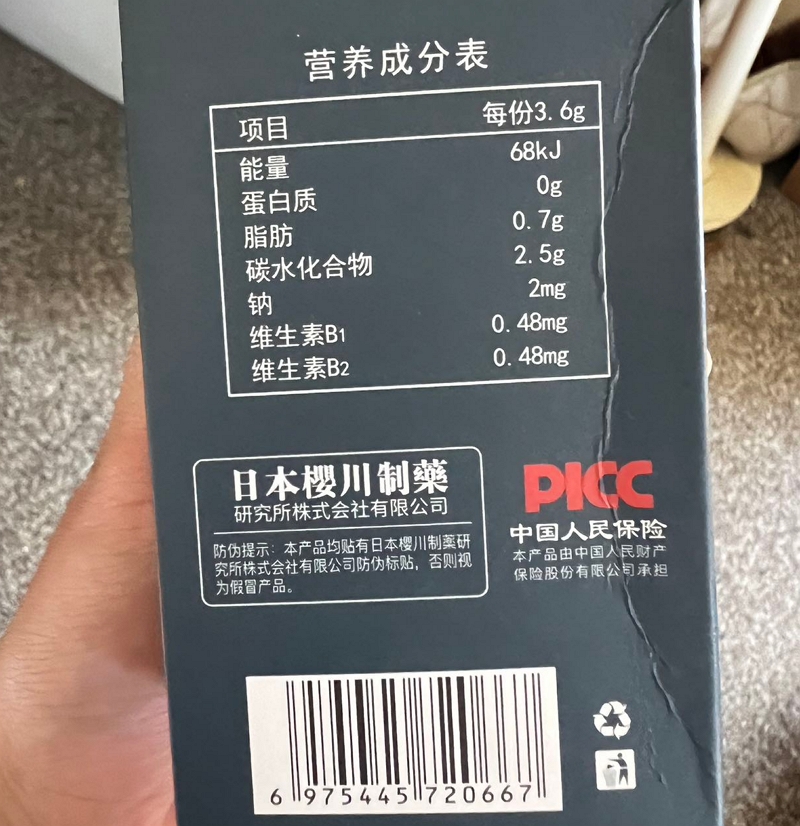 营养成分表
项目 每份3.6g
能量 68kJ
蛋白质 0g
脂肪 0.7g
碳水化合物 2.5g
钠 2mg
维生素B1 0.48mg
维生素B2 0.48mg
日本櫻川制藥
研究所株式会社有限公司
防伪提示：本产品均贴有日本櫻川制藥研
究所株式会社有限公司防伪标贴，否则视
为假冒产品。
PICC
中国人民保险
本产品由中国人民财产
保险股份有限公司承担
6 975445 720667